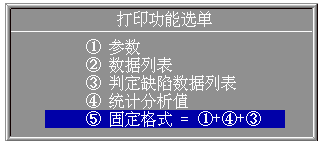 打印功能选单
① 参数
② 数据列表
③ 判定缺陷数据列表
④ 统计分析值
⑤ 固定格式 = ①+④+③